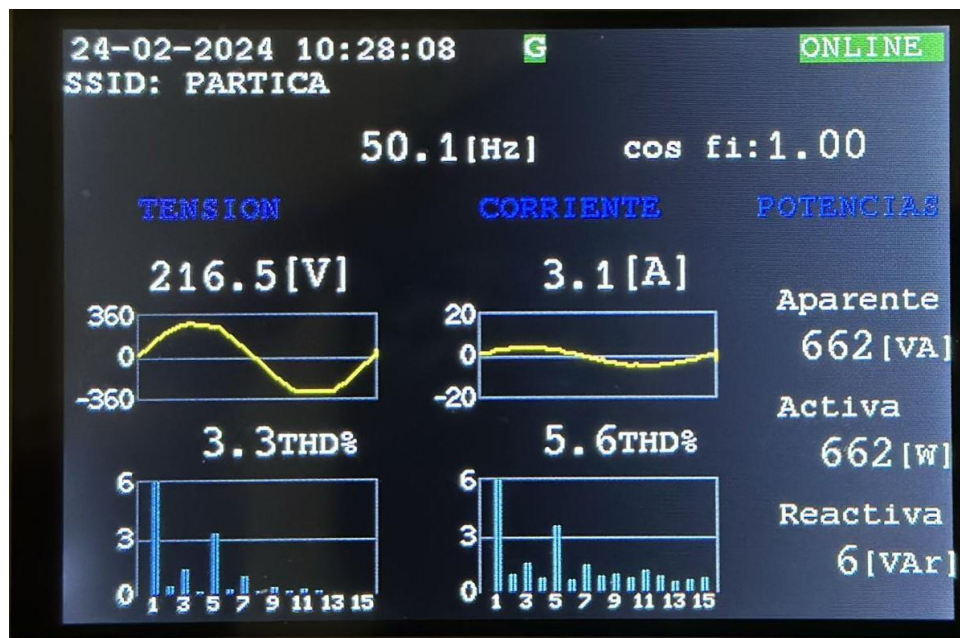 24-02-2024 10:28:08 G ONLINE
SSID: PARTICA
50.1[Hz] cos fi:1.00
TENSION CORRIENTE POTENCIAS
216.5[V] 3.1[A]
Aparente
662[VA]
360 20
0 0
-360 -20
Activa
662[W]
3.3THD% 5.6THD%
6 6
3 3
0 0
1 3 5 7 9 11 13 15 1 3 5 7 9 11 13 15
Reactiva
6[VAr]